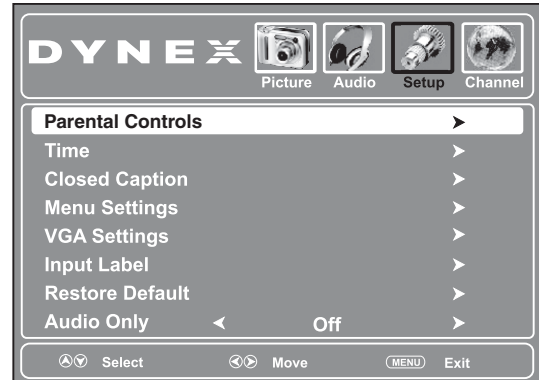 DYNEX
Picture Audio Setup Channel
Parental Controls
Time
Closed Caption
Menu Settings
VGA Settings
Input Label
Restore Default
Audio Only Off
Select Move MENU Exit